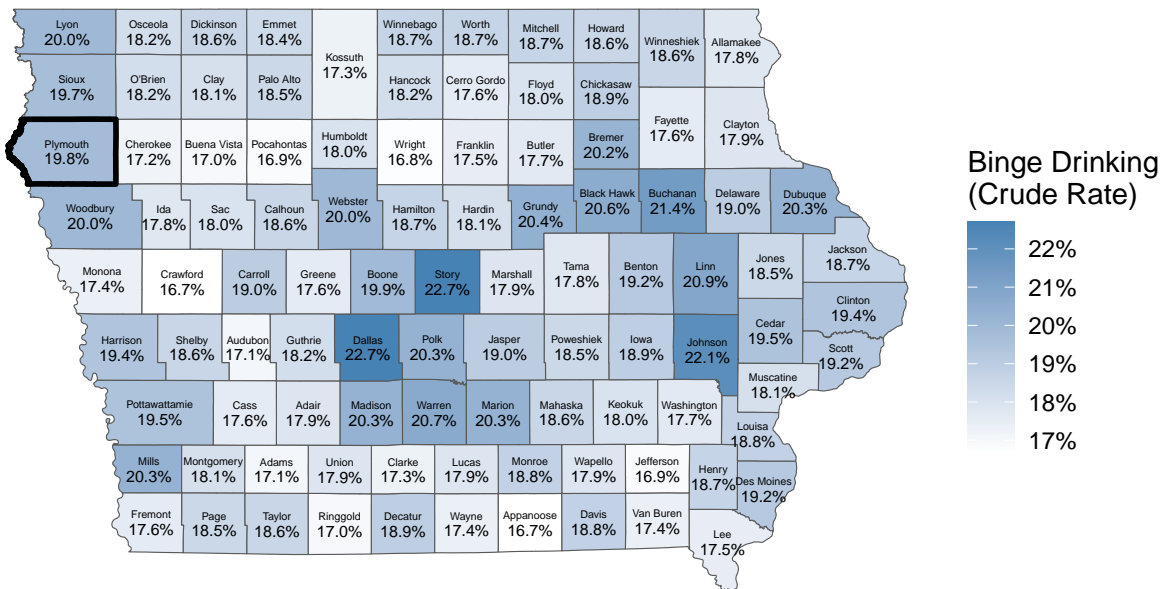 Lyon
20.0%
Osceola
18.2%
Dickinson
18.6%
Emmet
18.4%
Kossuth
17.3%
Winnebago
18.7%
Worth
18.7%
Mitchell
18.7%
Howard
18.6%
Winneshiek
18.6%
Allamakee
17.8%
Sioux
19.7%
O'Brien
18.2%
Clay
18.1%
Palo Alto
18.5%
Hancock
18.2%
Cerro Gordo
17.6%
Floyd
18.0%
Chickasaw
18.9%
Fayette
17.6%
Clayton
17.9%
Plymouth
19.8%
Cherokee
17.2%
Buena Vista
17.0%
Pocahontas
16.9%
Humboldt
18.0%
Wright
16.8%
Franklin
17.5%
Butler
17.7%
Bremer
20.2%
Woodbury
20.0%
Ida
17.8%
Sac
18.0%
Calhoun
18.6%
Webster
20.0%
Hamilton
18.7%
Hardin
18.1%
Grundy
20.4%
Black Hawk
20.6%
Buchanan
21.4%
Delaware
19.0%
Dubuque
20.3%
Monona
17.4%
Crawford
16.7%
Carroll
19.0%
Greene
17.6%
Boone
19.9%
Story
22.7%
Marshall
17.9%
Tama
17.8%
Benton
19.2%
Linn
20.9%
Jones
18.5%
Jackson
18.7%
Clinton
19.4%
Harrison
19.4%
Shelby
18.6%
Audubon
17.1%
Guthrie
18.2%
Dallas
22.7%
Polk
20.3%
Jasper
19.0%
Poweshiek
18.5%
Iowa
18.9%
Johnson
22.1%
Cedar
19.5%
Scott
19.2%
Muscatine
18.1%
Pottawattamie
19.5%
Cass
17.6%
Adair
17.9%
Madison
20.3%
Warren
20.7%
Marion
20.3%
Mahaska
18.6%
Keokuk
18.0%
Washington
17.7%
Louisa
18.8%
Mills
20.3%
Montgomery
18.1%
Adams
17.1%
Union
17.9%
Clarke
17.3%
Lucas
17.9%
Monroe
18.8%
Wapello
17.9%
Jefferson
16.9%
Henry
18.7%
Des Moines
19.2%
Fremont
17.6%
Page
18.5%
Taylor
18.6%
Ringgold
17.0%
Decatur
18.9%
Wayne
17.4%
Appanoose
16.7%
Davis
18.8%
Van Buren
17.4%
Lee
17.5%
Binge Drinking
(Crude Rate)
22%
21%
20%
19%
18%
17%